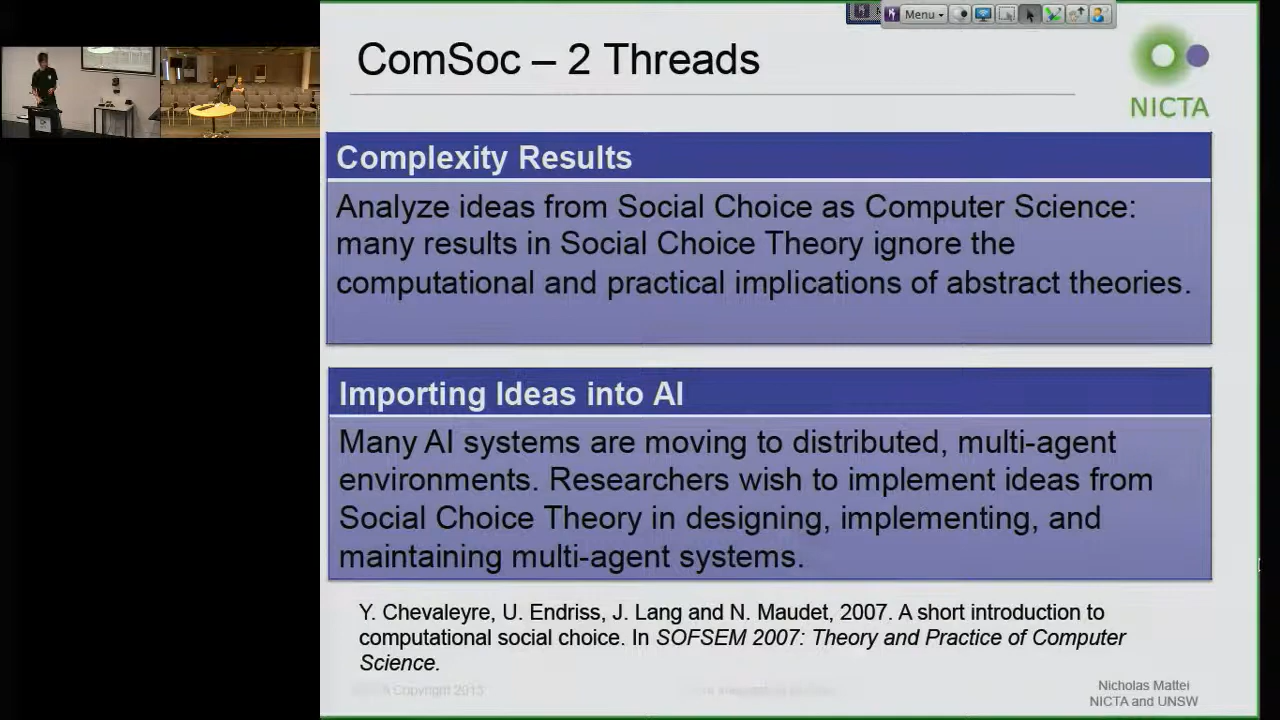 Menu
ComSoc – 2 Threads
NICTA
Complexity Results
Analyze ideas from Social Choice as Computer Science:
many results in Social Choice Theory ignore the
computational and practical implications of abstract theories.
Importing Ideas into AI
Many AI systems are moving to distributed, multi-agent
environments. Researchers wish to implement ideas from
Social Choice Theory in designing, implementing, and
maintaining multi-agent systems.
Y. Chevaleyre, U. Endriss, J. Lang and N. Maudet, 2007. A short introduction to
computational social choice. In SOFSEM 2007: Theory and Practice of Computer
Science.
Copyright 2013
Nicholas Mattei
NICTA and UNSW